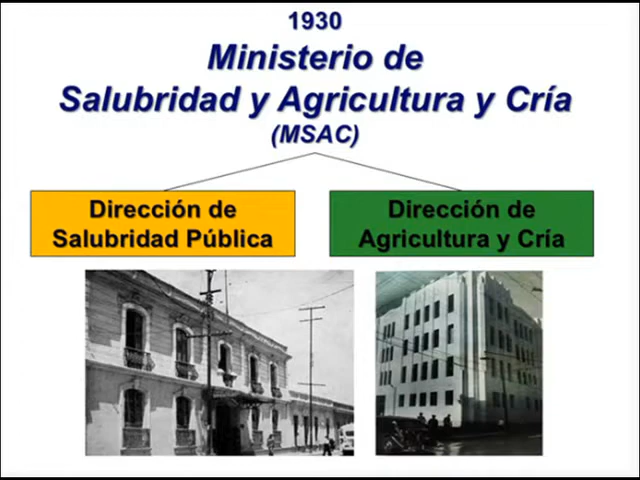 1930
Ministerio de
Salubridad y Agricultura y Cría
(MSAC)
Dirección de
Salubridad Pública
Dirección de
Agricultura y Cría